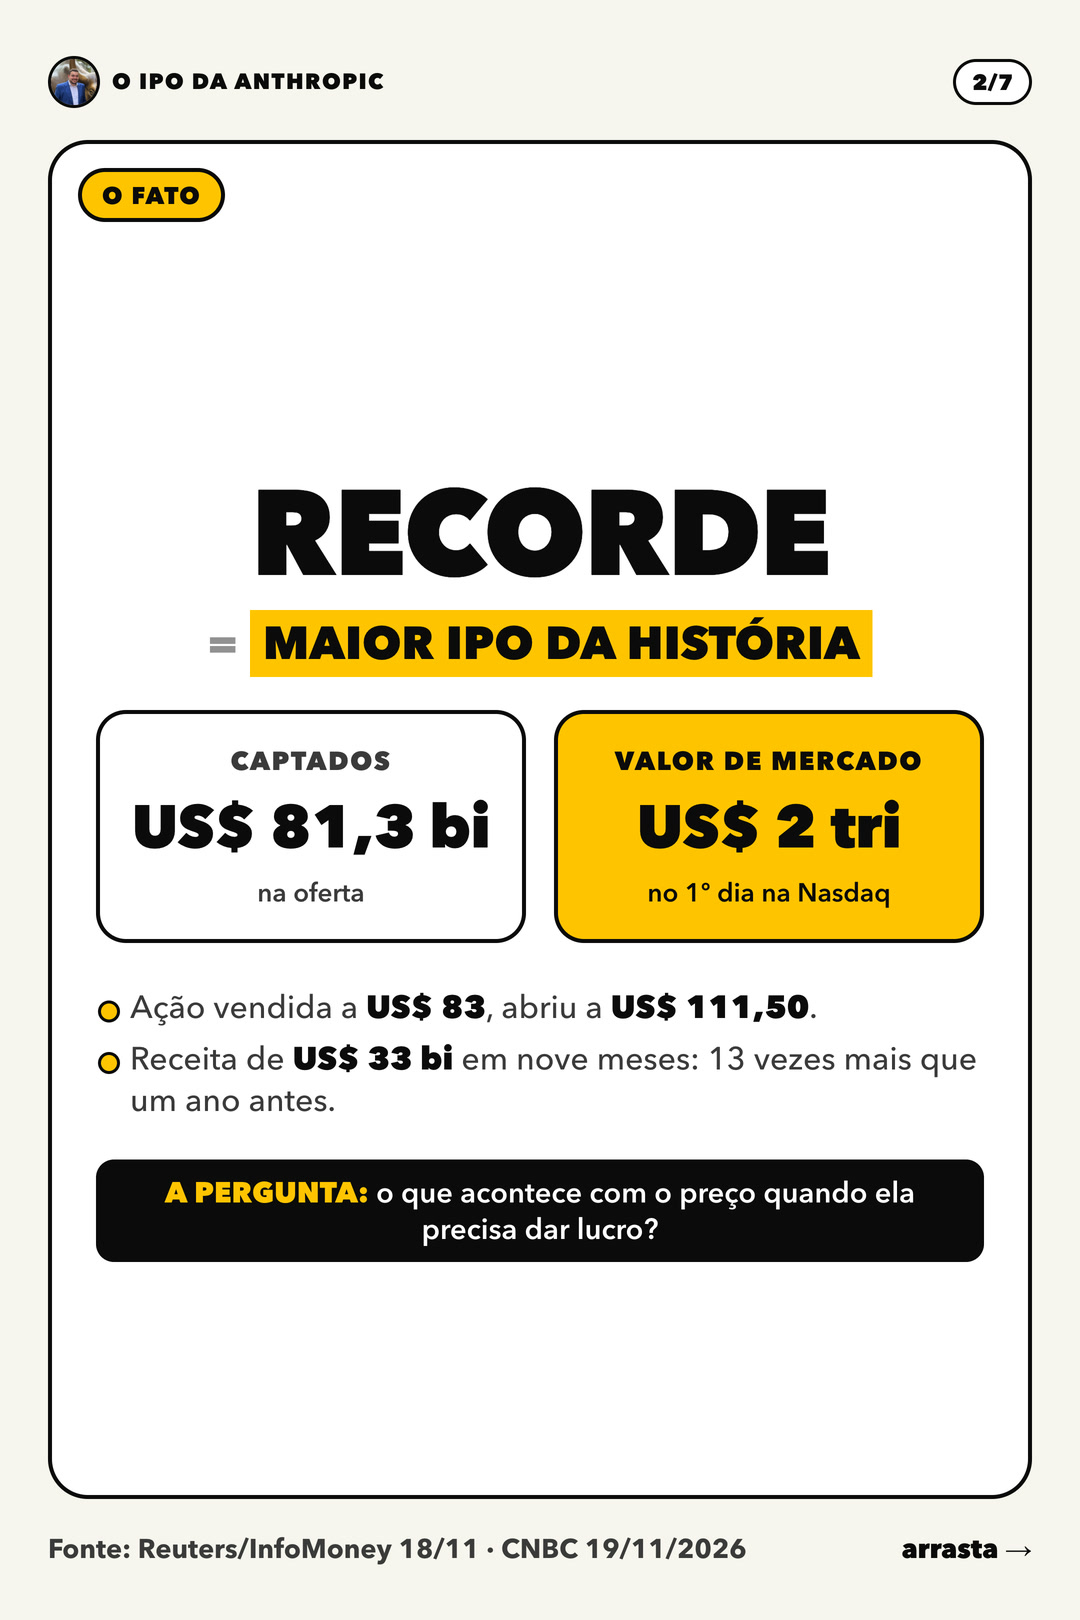 O IPO DA ANTHROPIC
2/7
O FATO
RECORDE
= MAIOR IPO DA HISTÓRIA
CAPTADOS
US$ 81,3 bi
na oferta
VALOR DE MERCADO
US$ 2 tri
no 1º dia na Nasdaq
Ação vendida a US$ 83, abriu a US$ 111,50.
Receita de US$ 33 bi em nove meses: 13 vezes mais que
um ano antes.
A PERGUNTA: o que acontece com o preço quando ela
precisa dar lucro?
Fonte: Reuters/InfoMoney 18/11 · CNBC 19/11/2026
arrasta →